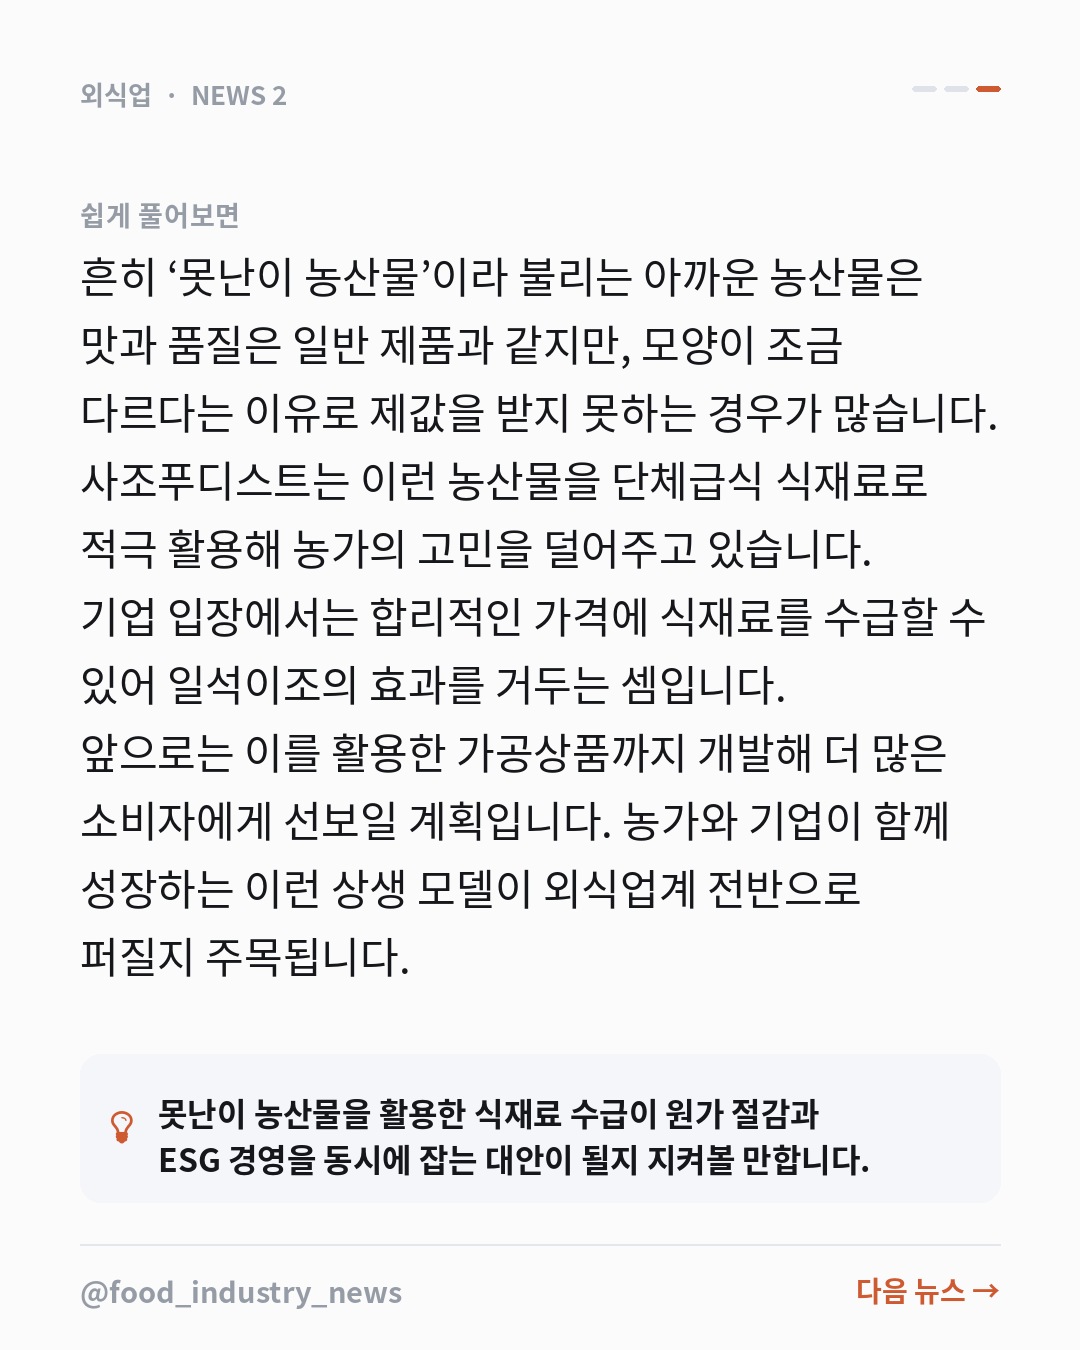 외식업 · NEWS 2
쉽게 풀어보면
흔히 ‘못난이 농산물’이라 불리는 아까운 농산물은
맛과 품질은 일반 제품과 같지만, 모양이 조금
다르다는 이유로 제값을 받지 못하는 경우가 많습니다.
사조푸디스트는 이런 농산물을 단체급식 식재료로
적극 활용해 농가의 고민을 덜어주고 있습니다.
기업 입장에서는 합리적인 가격에 식재료를 수급할 수
있어 일석이조의 효과를 거두는 셈입니다.
앞으로는 이를 활용한 가공상품까지 개발해 더 많은
소비자에게 선보일 계획입니다. 농가와 기업이 함께
성장하는 이런 상생 모델이 외식업계 전반으로
퍼질지 주목됩니다.
못난이 농산물을 활용한 식재료 수급이 원가 절감과
ESG 경영을 동시에 잡는 대안이 될지 지켜볼 만합니다.
@food_industry_news
다음 뉴스 →